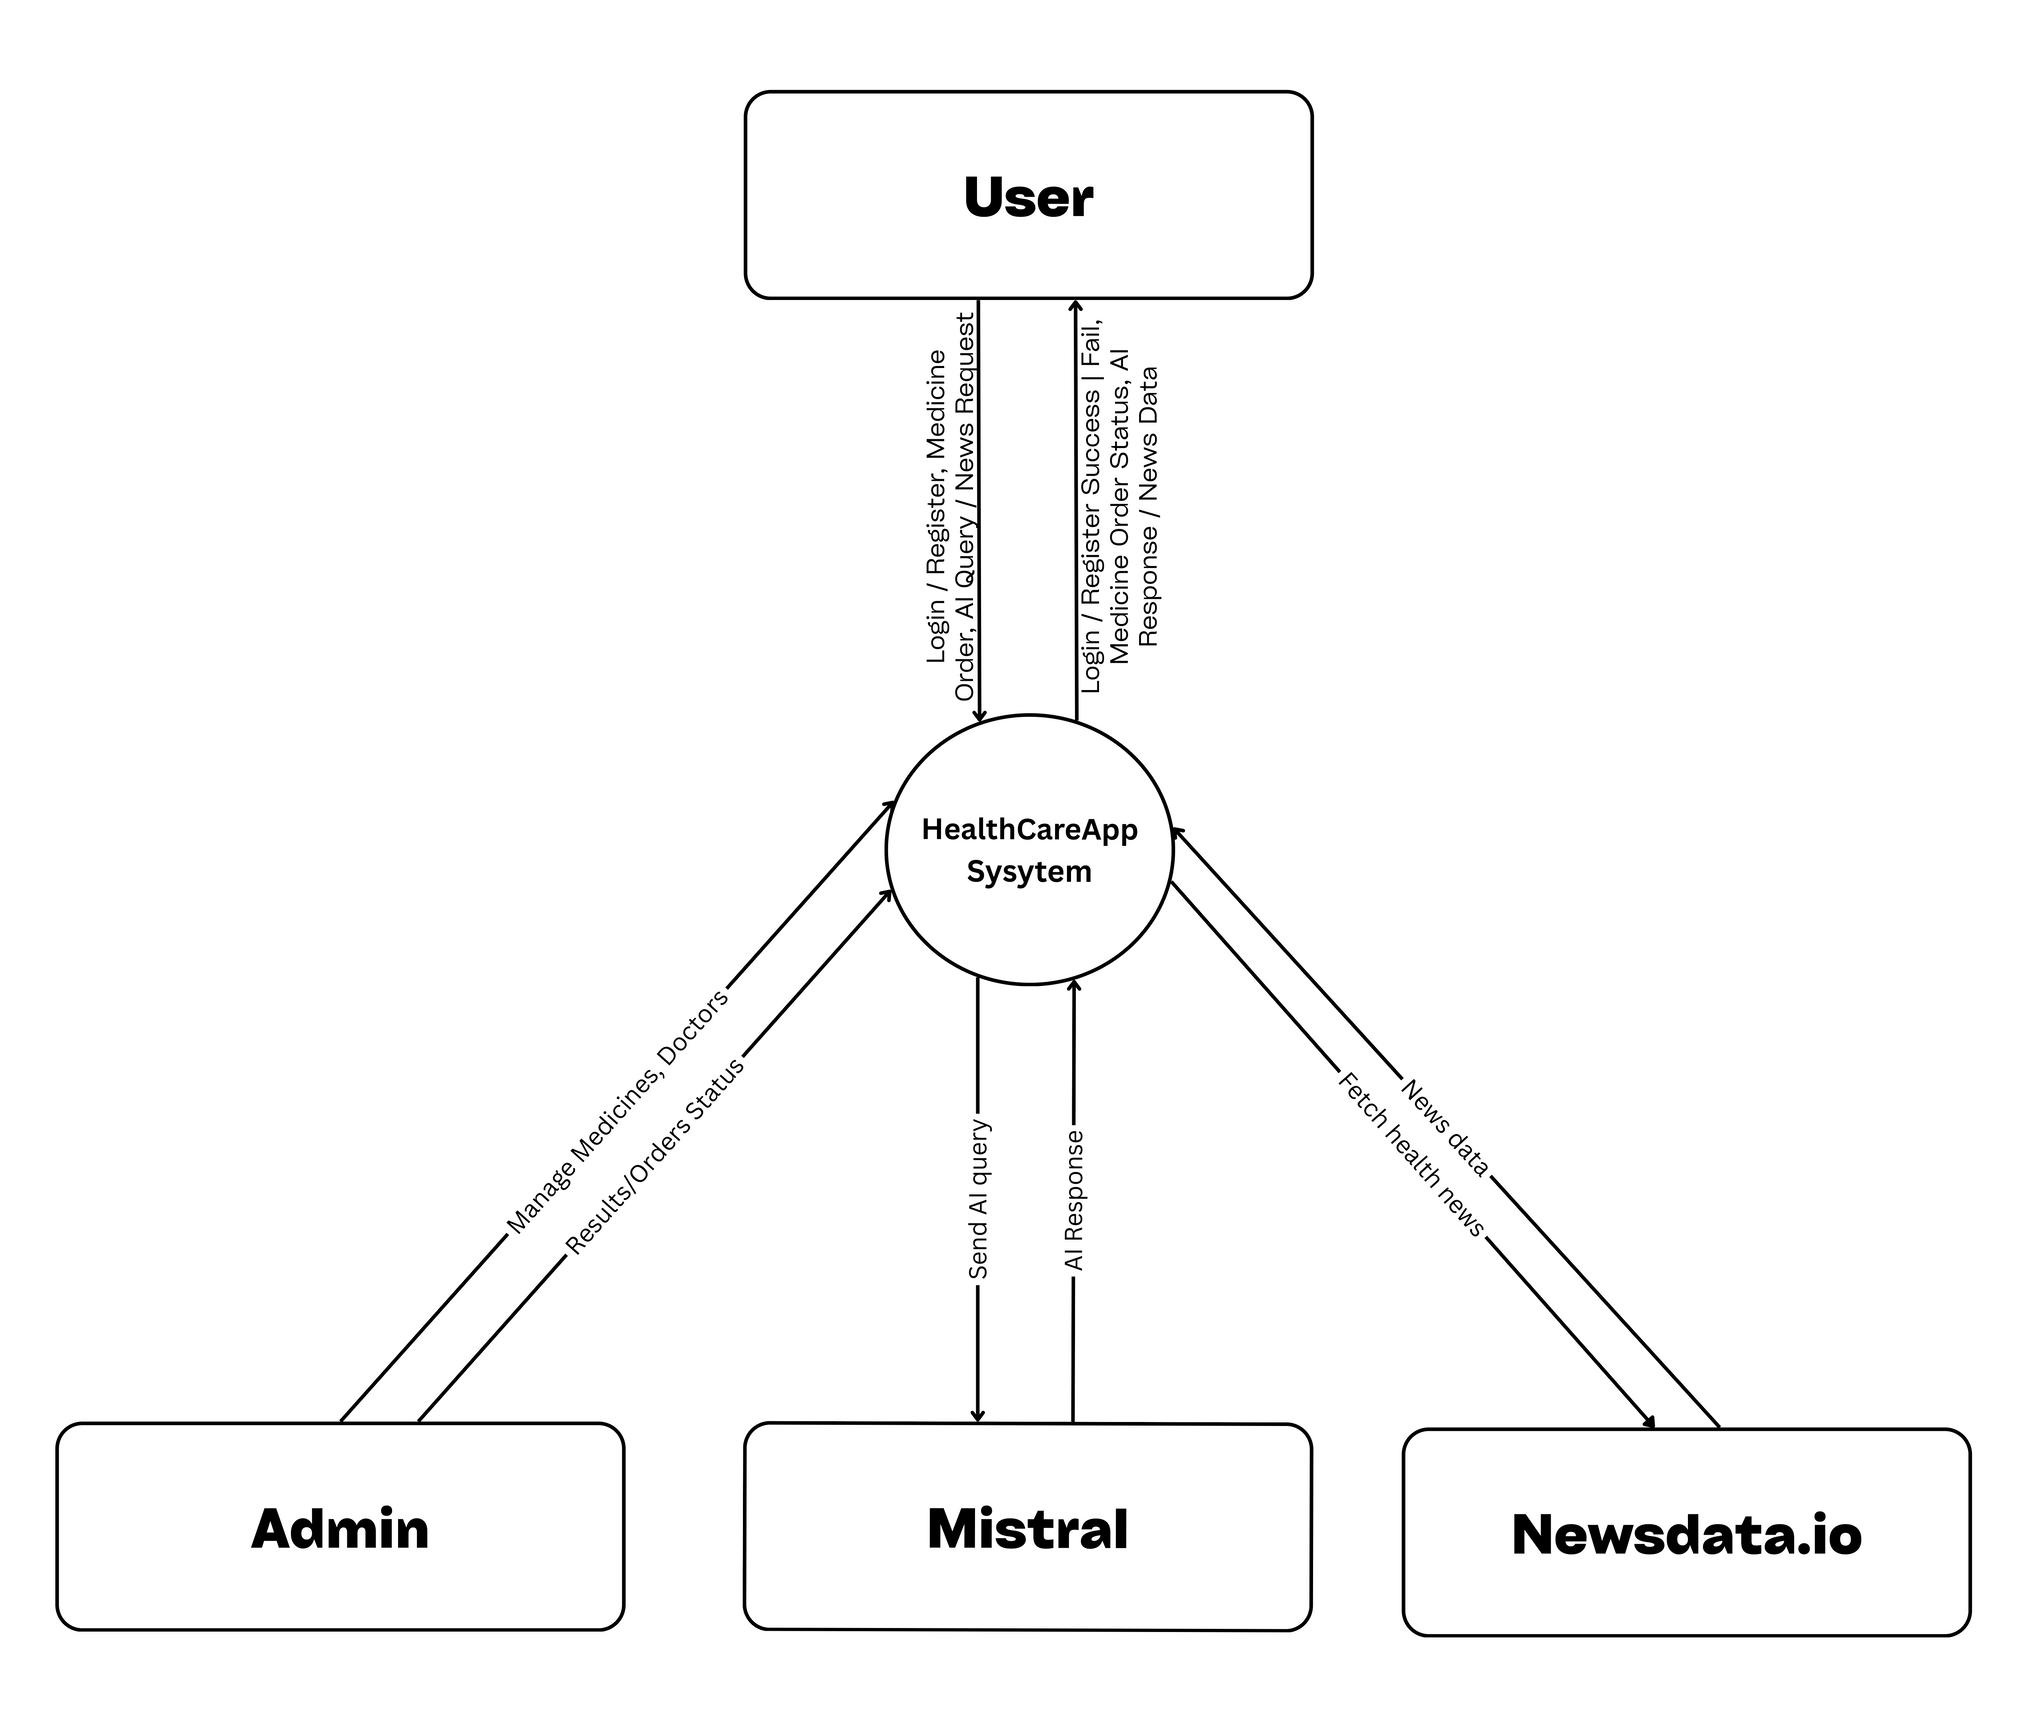 User
Login / Register, Medicine
Order, AI Query / News Request
Login / Register Success | Fail,
Medicine Order Status, AI
Response / News Data
HealthCareApp
Sysytem
Manage Medicines, Doctors
Results/Orders Status
Send AI query
AI Response
Fetch health news
News data
Admin
Mistral
Newsdata.io